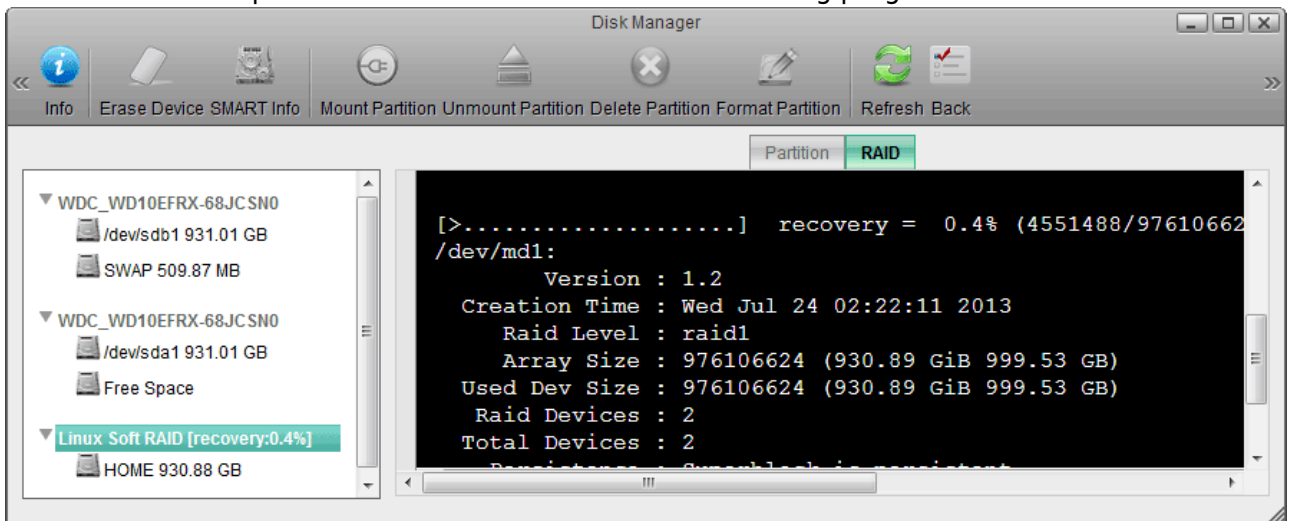 Disk Manager
Info Erase Device SMART Info Mount Partition Unmount Partition Delete Partition Format Partition Refresh Back
Partition RAID
WDC_WD10EFRX-68JCSN0
/dev/sdb1 931.01 GB
SWAP 509.87 MB
WDC_WD10EFRX-68JCSN0
/dev/sda1 931.01 GB
Free Space
Linux Soft RAID [recovery:0.4%]
HOME 930.88 GB
[>....................] recovery = 0.4% (4551488/97610662
/dev/md1:
Version : 1.2
Creation Time : Wed Jul 24 02:22:11 2013
Raid Level : raid1
Array Size : 976106624 (930.89 GiB 999.53 GB)
Used Dev Size : 976106624 (930.89 GiB 999.53 GB)
Raid Devices : 2
Total Devices : 2
Persistence : Superblock is persistent